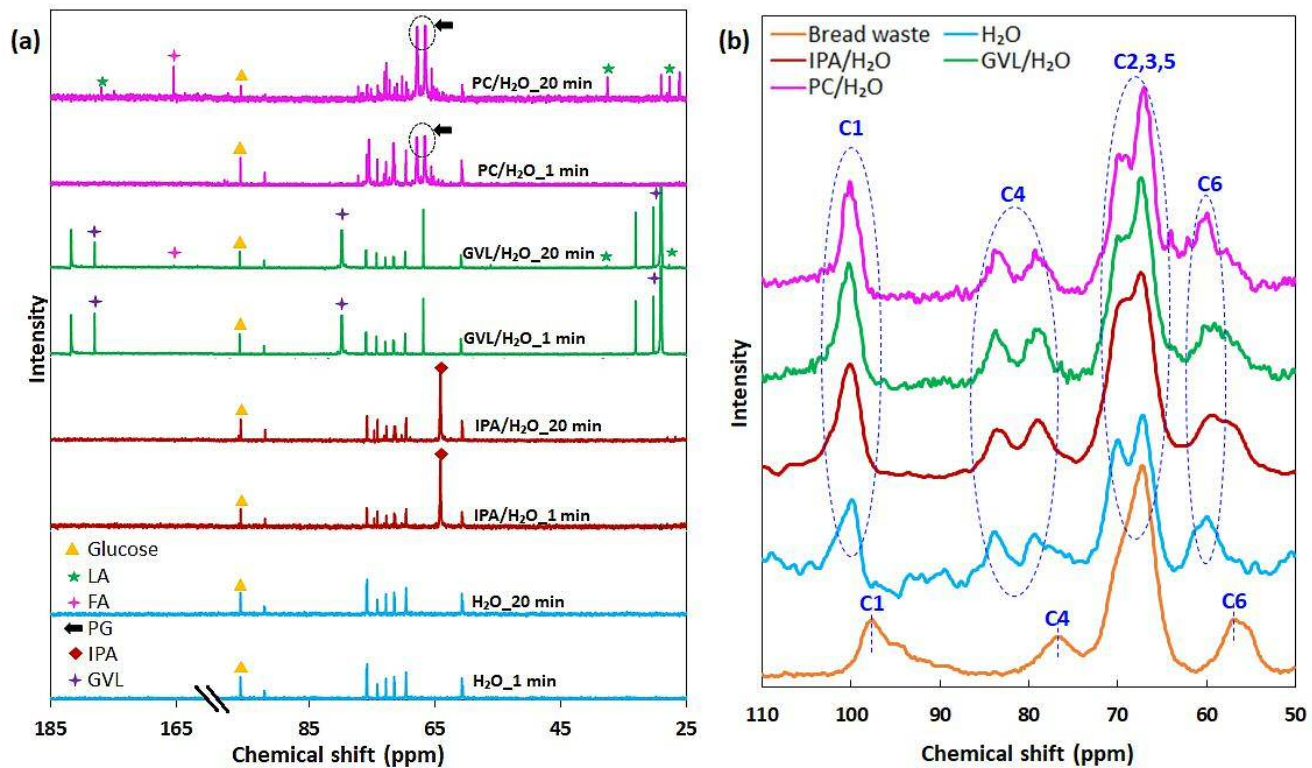 (a)
PC/H₂O_20 min
PC/H₂O_1 min
GVL/H₂O_20 min
GVL/H₂O_1 min
IPA/H₂O_20 min
IPA/H₂O_1 min
H₂O_20 min
H₂O_1 min
Glucose
LA
FA
PG
IPA
GVL
Intensity
185 165 85 65 45 25
Chemical shift (ppm)
(b)
Bread waste H₂O
IPA/H₂O GVL/H₂O
PC/H₂O
C2,3,5
C1
C4
C6
C1
C4
C6
Intensity
110 100 90 80 70 60 50
Chemical shift (ppm)